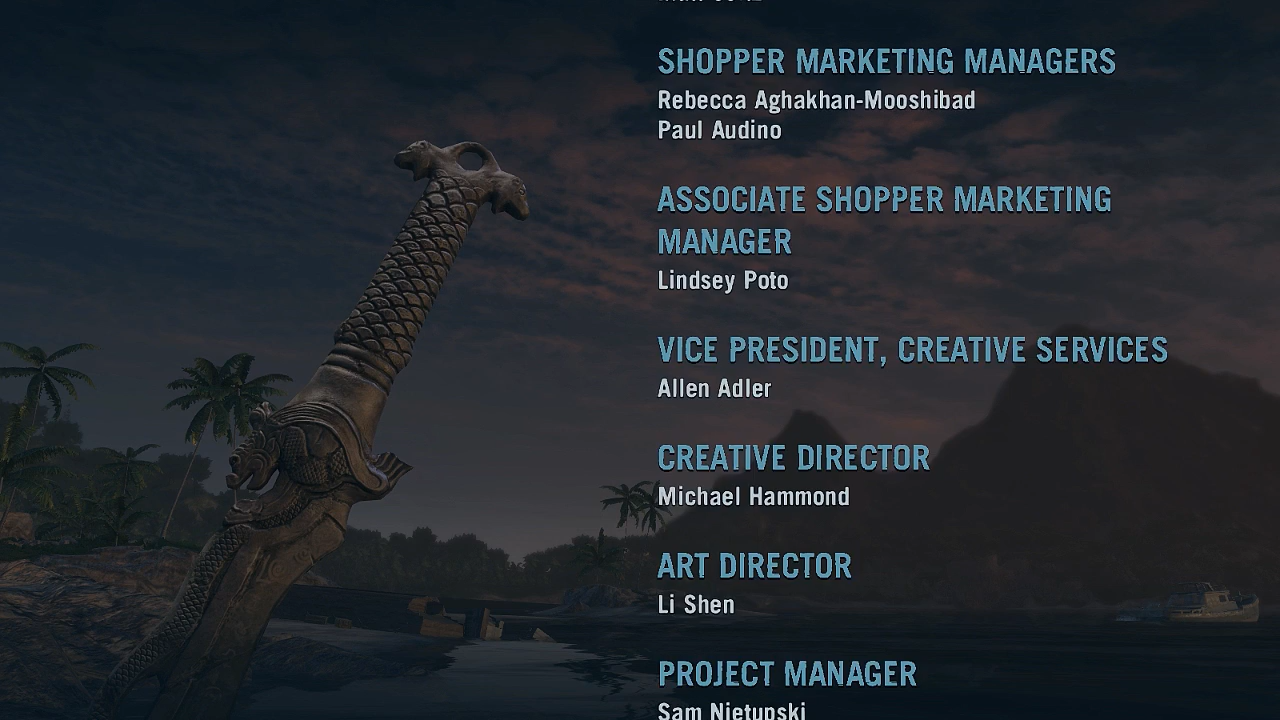 SHOPPER MARKETING MANAGERS
Rebecca Aghakhan-Mooshibad
Paul Audino
ASSOCIATE SHOPPER MARKETING
MANAGER
Lindsey Poto
VICE PRESIDENT, CREATIVE SERVICES
Allen Adler
CREATIVE DIRECTOR
Michael Hammond
ART DIRECTOR
Li Shen
PROJECT MANAGER
Sam Nietupski